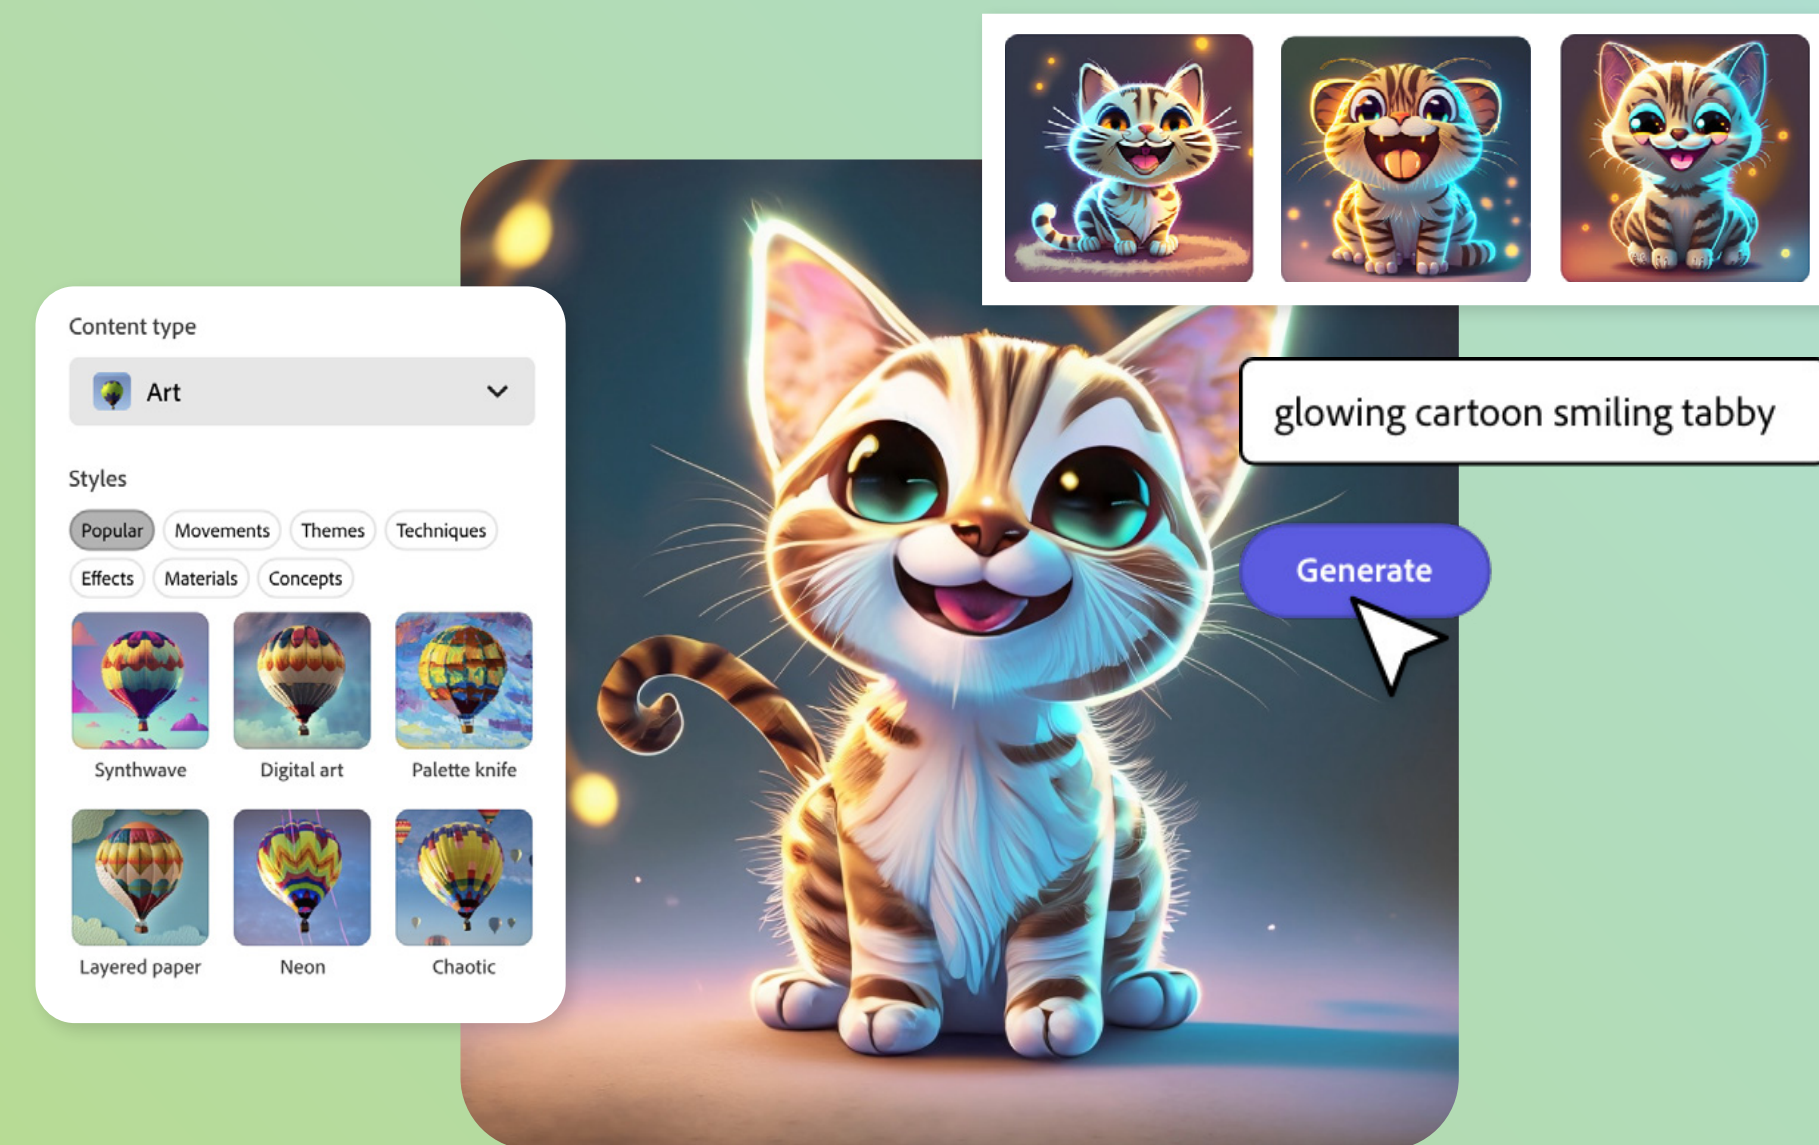 Content type
Art
Styles
Popular Movements Themes Techniques
Effects Materials Concepts
Synthwave Digital art Palette knife
Layered paper Neon Chaotic
glowing cartoon smiling tabby
Generate